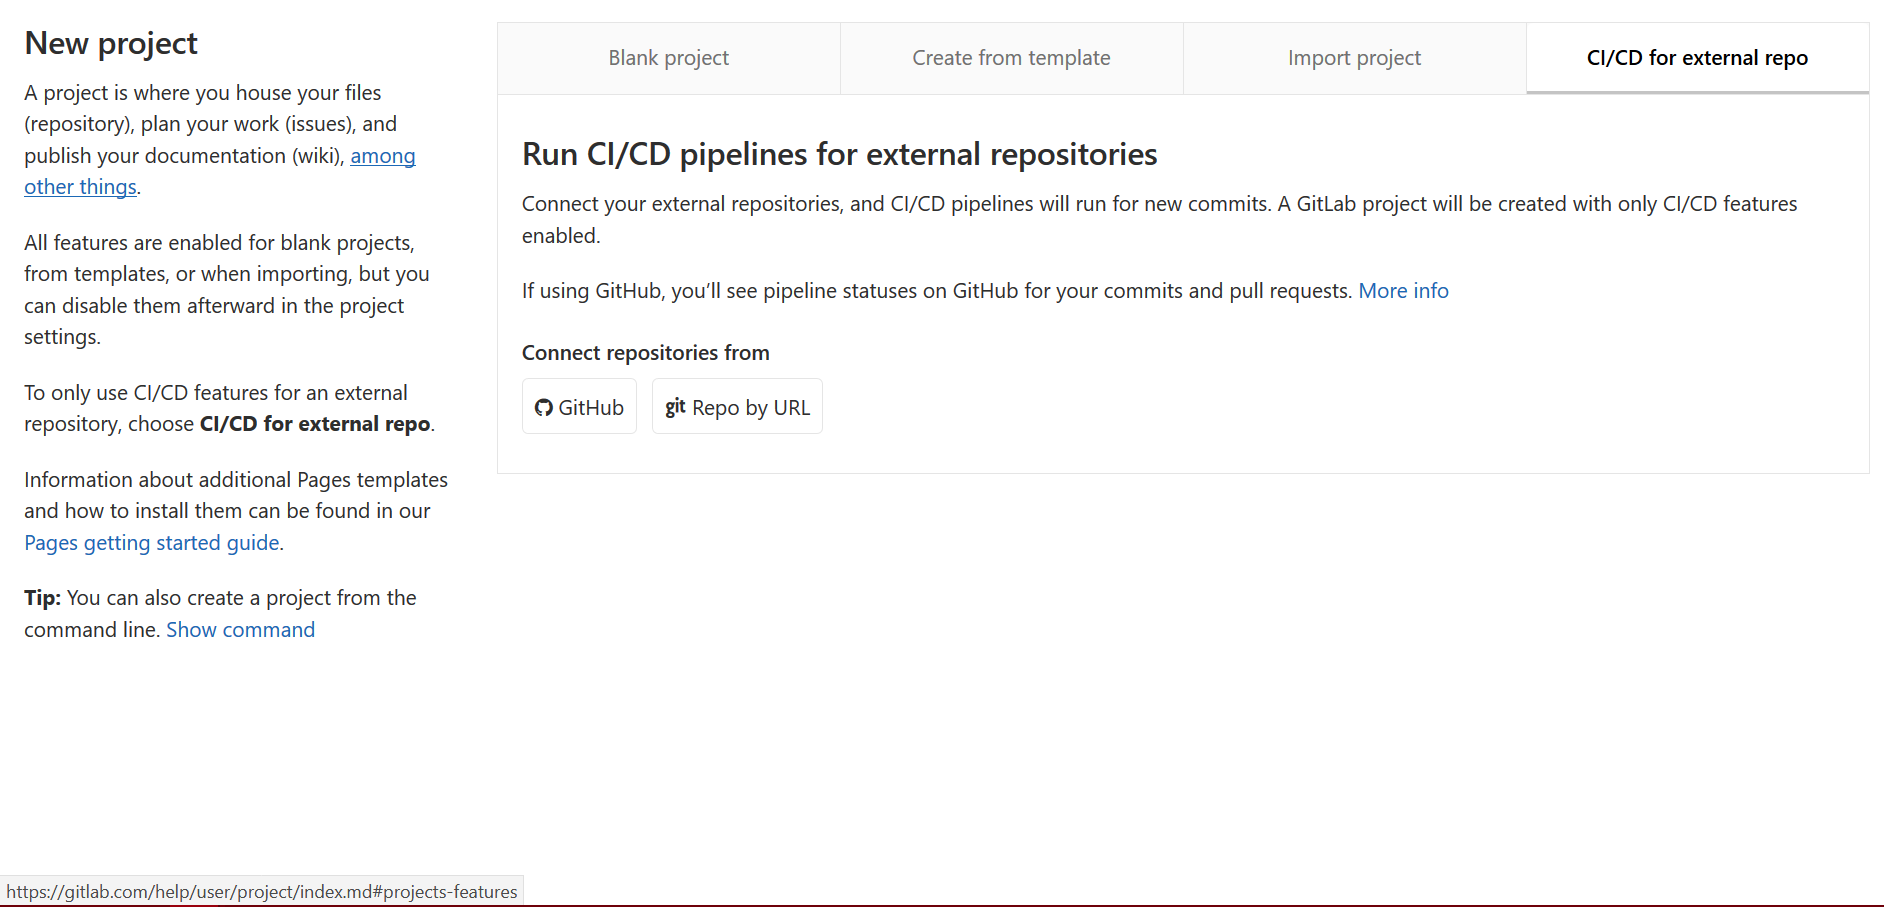 New project
A project is where you house your files
(repository), plan your work (issues), and
publish your documentation (wiki), among
other things.
All features are enabled for blank projects,
from templates, or when importing, but you
can disable them afterward in the project
settings.
To only use CI/CD features for an external
repository, choose CI/CD for external repo.
Information about additional Pages templates
and how to install them can be found in our
Pages getting started guide.
Tip: You can also create a project from the
command line. Show command
Blank project
Create from template
Import project
CI/CD for external repo
Run CI/CD pipelines for external repositories
Connect your external repositories, and CI/CD pipelines will run for new commits. A GitLab project will be created with only CI/CD features
enabled.
If using GitHub, you’ll see pipeline statuses on GitHub for your commits and pull requests. More info
Connect repositories from
GitHub
git Repo by URL
https://gitlab.com/help/user/project/index.md#projects-features